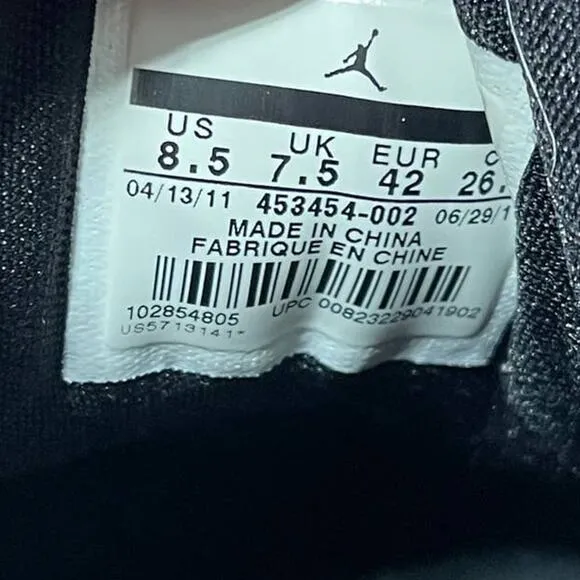 US UK EUR C
8.5 7.5 42 26.
04/13/11 453454-002 06/29/1
MADE IN CHINA
FABRIQUE EN CHINE
102854805 UPC 00823229041902
US5713141*